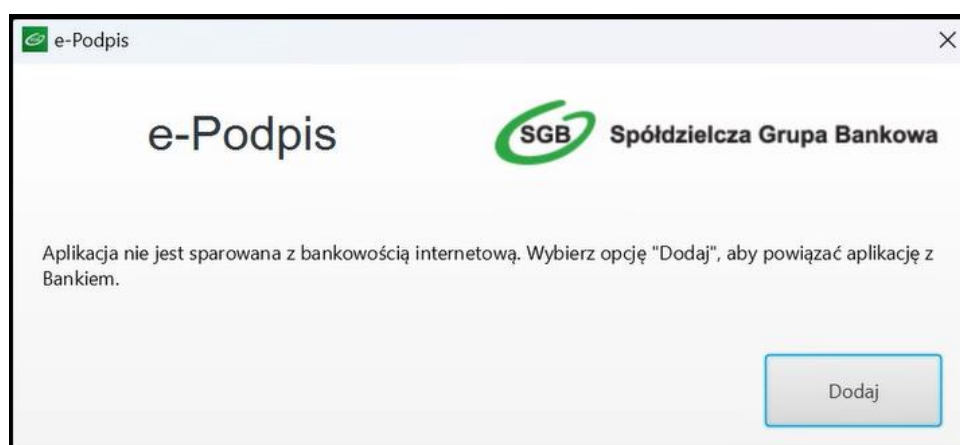 e-Podpis
e-Podpis
SGB Spółdzielcza Grupa Bankowa
Aplikacja nie jest sparowana z bankowością internetową. Wybierz opcję "Dodaj", aby powiązać aplikację z
Bankiem.
Dodaj